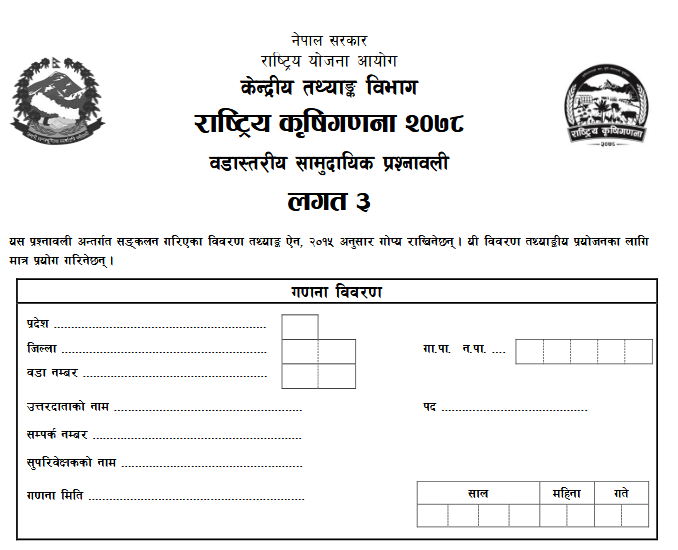 नेपाल सरकार
राष्ट्रिय योजना आयोग
केन्द्रीय तथ्याङ्क विभाग
राष्ट्रिय कृषिगणना २०७८
वडास्तरीय सामुदायिक प्रश्नावली
लगत ३
राष्ट्रिय कृषिगणना
२०७८
यस प्रश्नावली अन्तर्गत सङ्कलन गरिएका विवरण तथ्याङ्क ऐन, २०१५ अनुसार गोप्य राखिनेछन् । यी विवरण तथ्याङ्कीय प्रयोजनका लागि
मात्र प्रयोग गरिनेछन् ।
गणना विवरण
प्रदेश ........................................................
जिल्ला ........................................................ गा.पा. न.पा. ....
वडा नम्बर ..................................................
उत्तरदाताको नाम .................................................. पद ........................................
सम्पर्क नम्बर ........................................................
सुपरिवेक्षकको नाम ..................................................
गणना मिति ........................................................ साल महिना गते